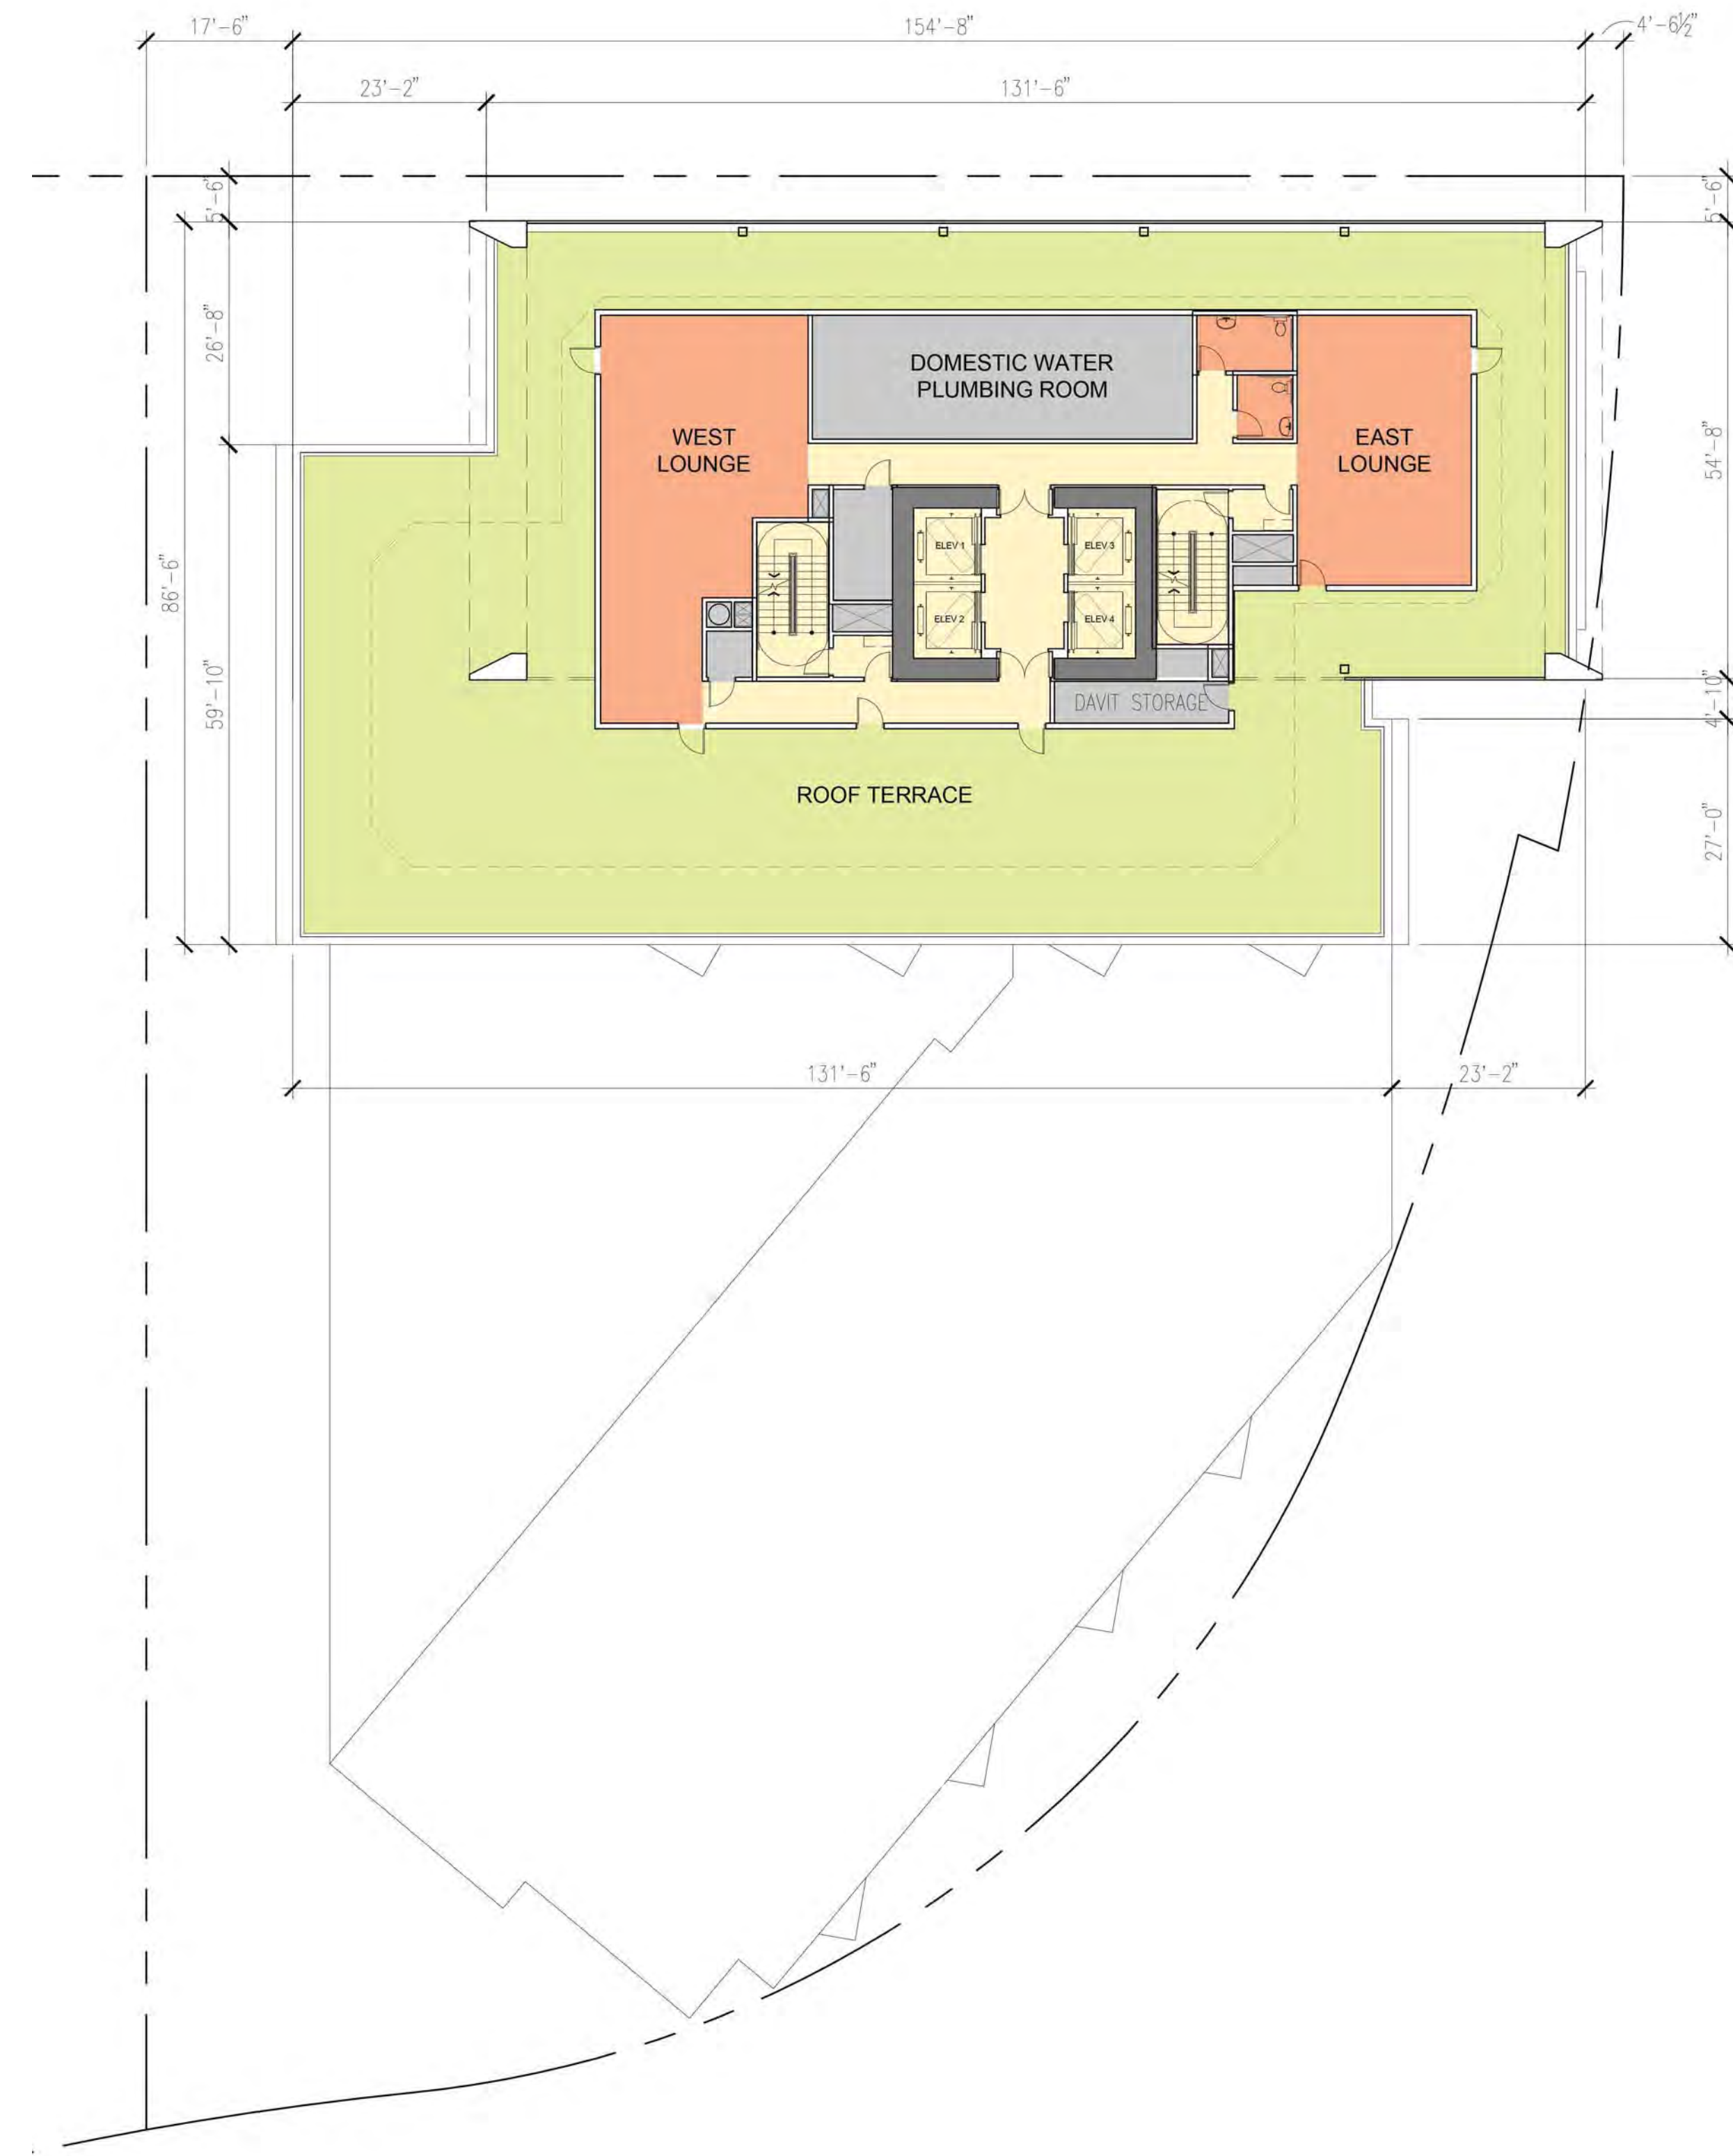 17'-6"
154'-8"
4'-6½"
23'-2"
131'-6"
5'-6"
5'-6"
26'-8"
DOMESTIC WATER
PLUMBING ROOM
WEST
LOUNGE
EAST
LOUNGE
54'-8"
86'-6"
ELEV 1
ELEV 3
ELEV 2
ELEV 4
59'-10"
DAVIT STORAGE
4'-10"
ROOF TERRACE
27'-0"
131'-6"
23'-2"